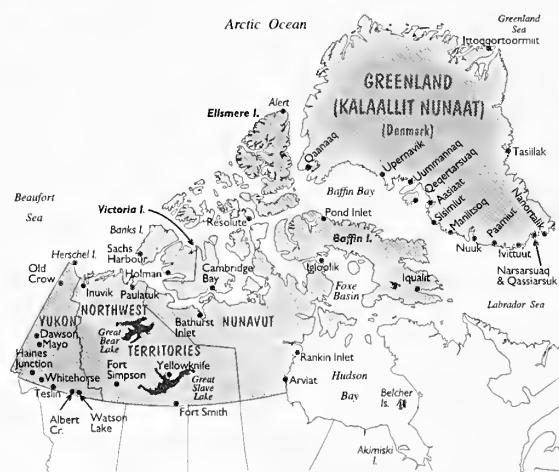 Arctic Ocean
Greenland
Sea
Ittoqqortoormiit
GREENLAND
(KALAALLIT NUNAAT)
(Denmark)
Alert
Ellsmere I.
Qaanaaq
Upernavik
Uummannaq
Qeqertarsuaq
Aasiaat
Sisimiut
Maniitsoq
Tasiilak
Nanortalik
Paamiut
Nuuk
Ivittuut
Narsarsuaq
& Qassiarsuk
Baffin Bay
Beaufort
Sea
Victoria I.
Resolute
Pond Inlet
Banks I.
Baffin I.
Sachs
Harbour
Herschel I.
Holman
Cambridge
Bay
Igloolik
Foxe
Basin
Iqualit
Labrador Sea
Old
Crow
Inuvik
Paulatuk
NORTHWEST
Bathurst
Inlet
NUNAVUT
YUKON
Dawson
Mayo
Great
Bear
Lake
TERRITORIES
Haines
Junction
Fort
Simpson
Yellowknife
Rankin Inlet
Whitehorse
Great
Slave
Lake
Arviat
Hudson
Bay
Belcher
Is.
Teslin
Albert
Cr.
Watson
Lake
Fort Smith
Akimiski
I.